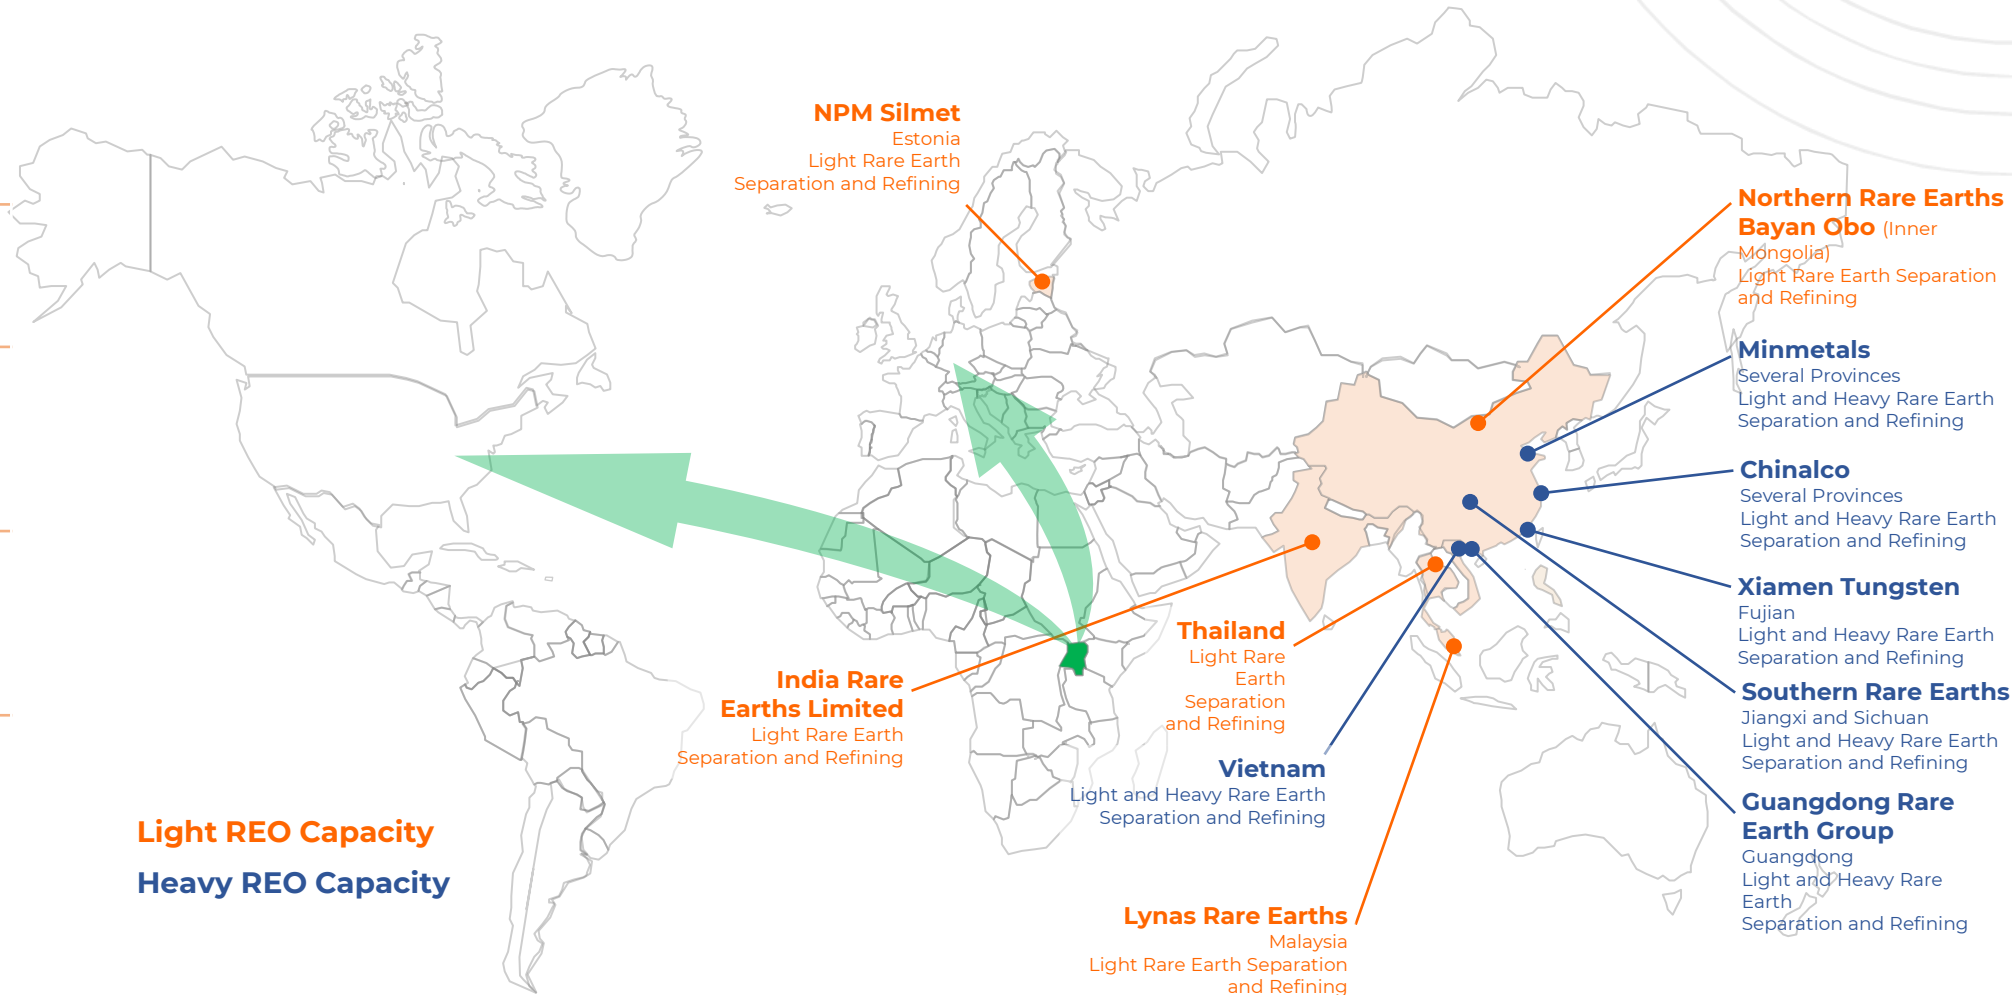 NPM Silmet
Estonia
Light Rare Earth
Separation and Refining
Northern Rare Earths
Bayan Obo (Inner
Mongolia)
Light Rare Earth Separation
and Refining
Minmetals
Several Provinces
Light and Heavy Rare Earth
Separation and Refining
Chinalco
Several Provinces
Light and Heavy Rare Earth
Separation and Refining
Xiamen Tungsten
Fujian
Light and Heavy Rare Earth
Separation and Refining
Southern Rare Earths
Jiangxi and Sichuan
Light and Heavy Rare Earth
Separation and Refining
Guangdong Rare
Earth Group
Guangdong
Light and Heavy Rare
Earth
Separation and Refining
Thailand
Light Rare
Earth
Separation
and Refining
India Rare
Earths Limited
Light Rare Earth
Separation and Refining
Vietnam
Light and Heavy Rare Earth
Separation and Refining
Lynas Rare Earths
Malaysia
Light Rare Earth Separation
and Refining
Light REO Capacity
Heavy REO Capacity